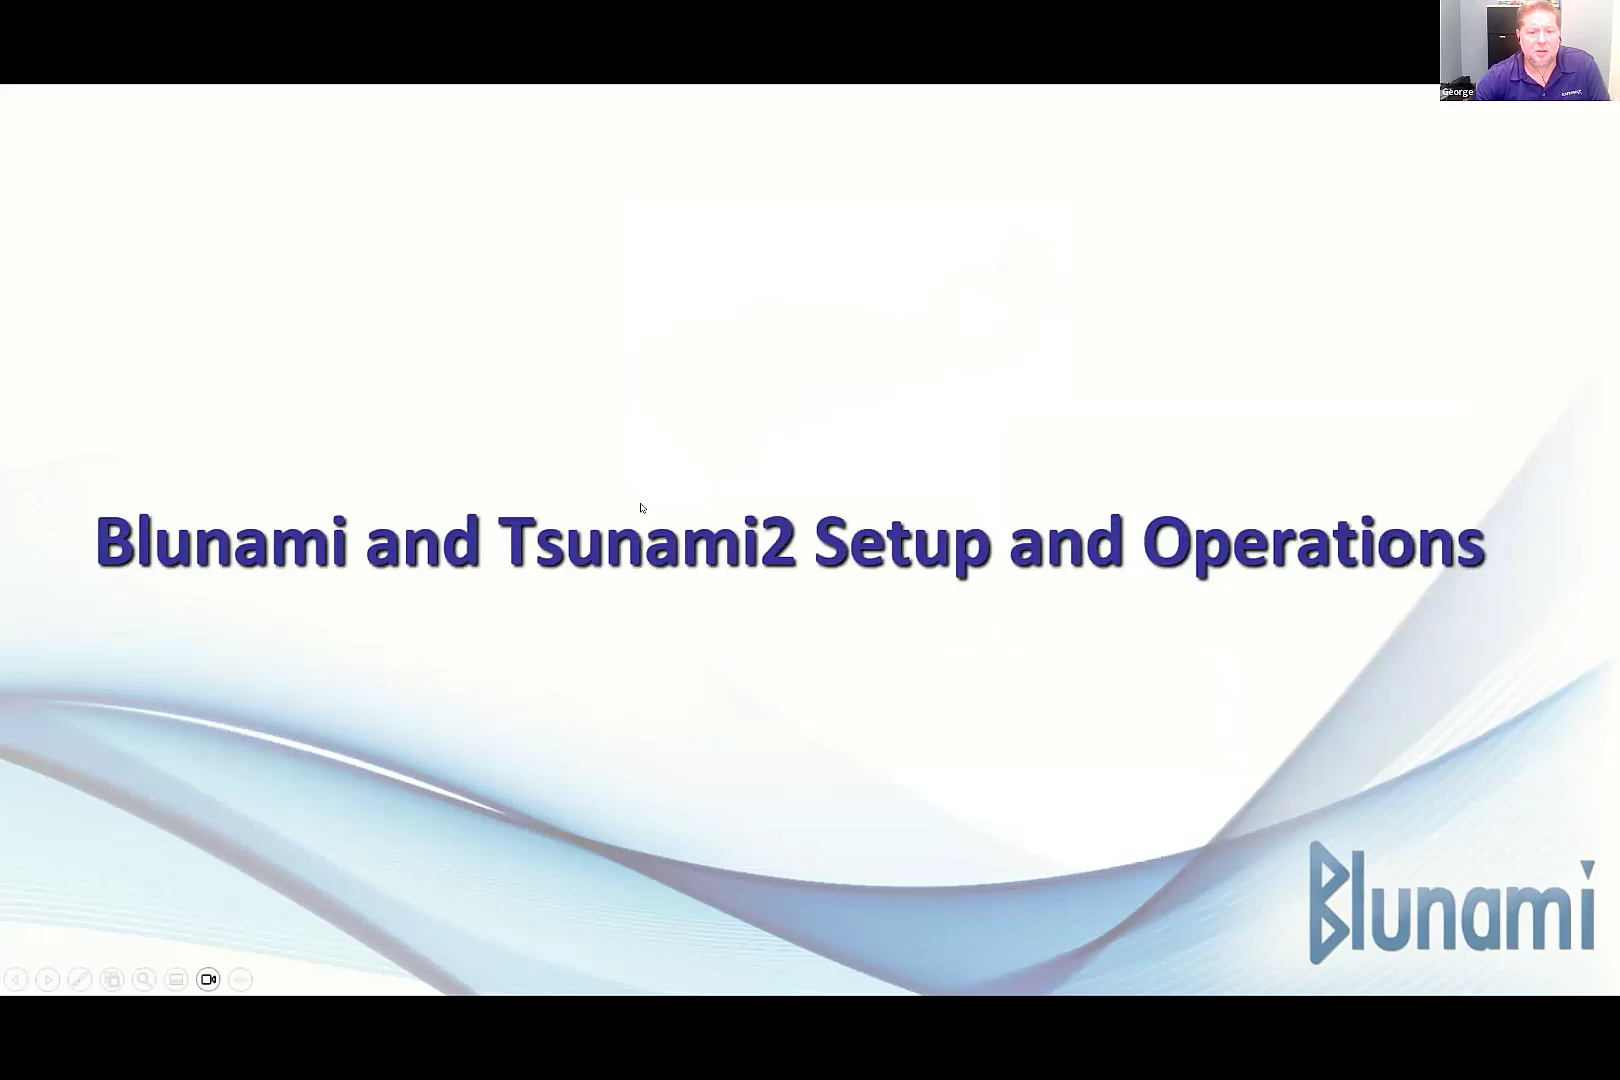 George
Blunami and Tsunami2 Setup and Operations
Blunami